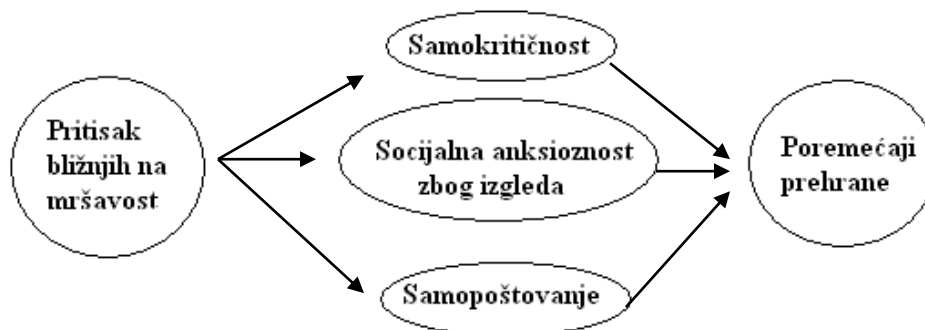 Samokritičnost
Pritisak
bližnjih na
mršavost
Socijalna anksioznost
zbog izgleda
Poremećaji
prehrane
Samopoštovanje